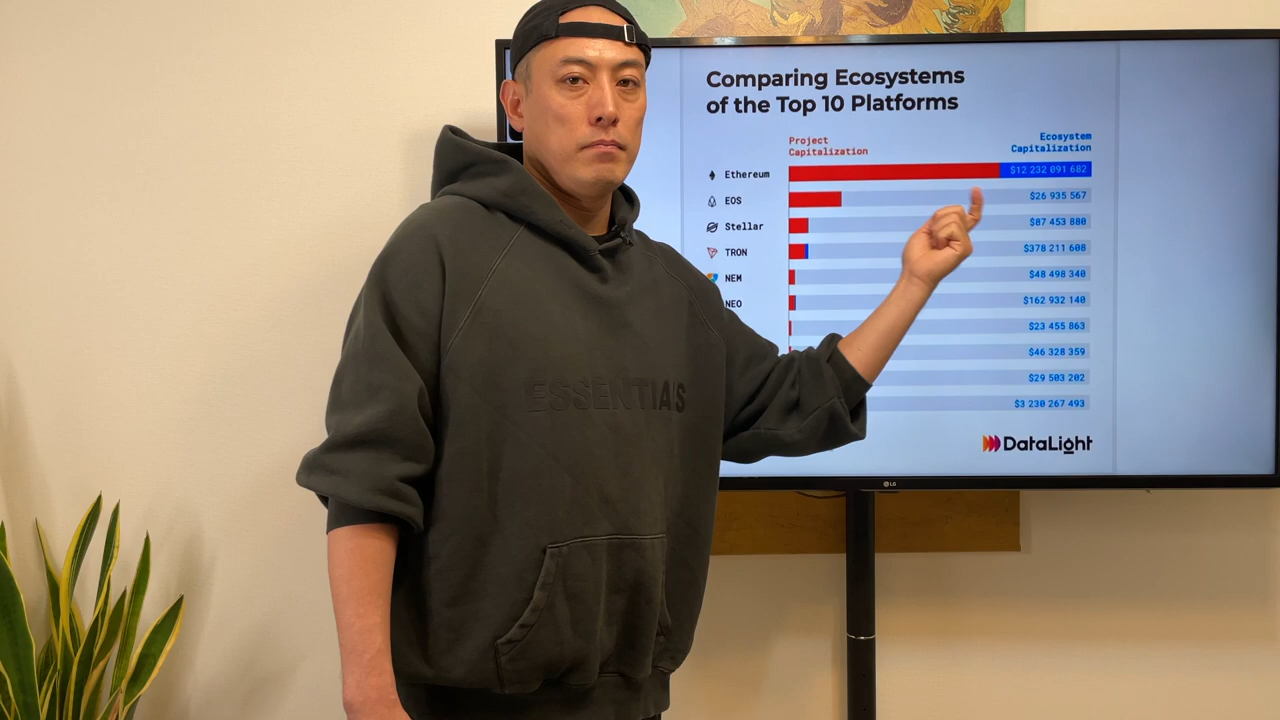 Comparing Ecosystems
of the Top 10 Platforms
Project
Capitalization
Ecosystem
Capitalization
Ethereum $12 232 091 682
EOS $26 935 567
Stellar $87 453 880
TRON $378 211 608
NEM $48 498 340
NEO $162 932 140
$23 455 863
$46 328 359
$29 503 202
$3 230 267 493
DataLight
LG
ESSENTIALS